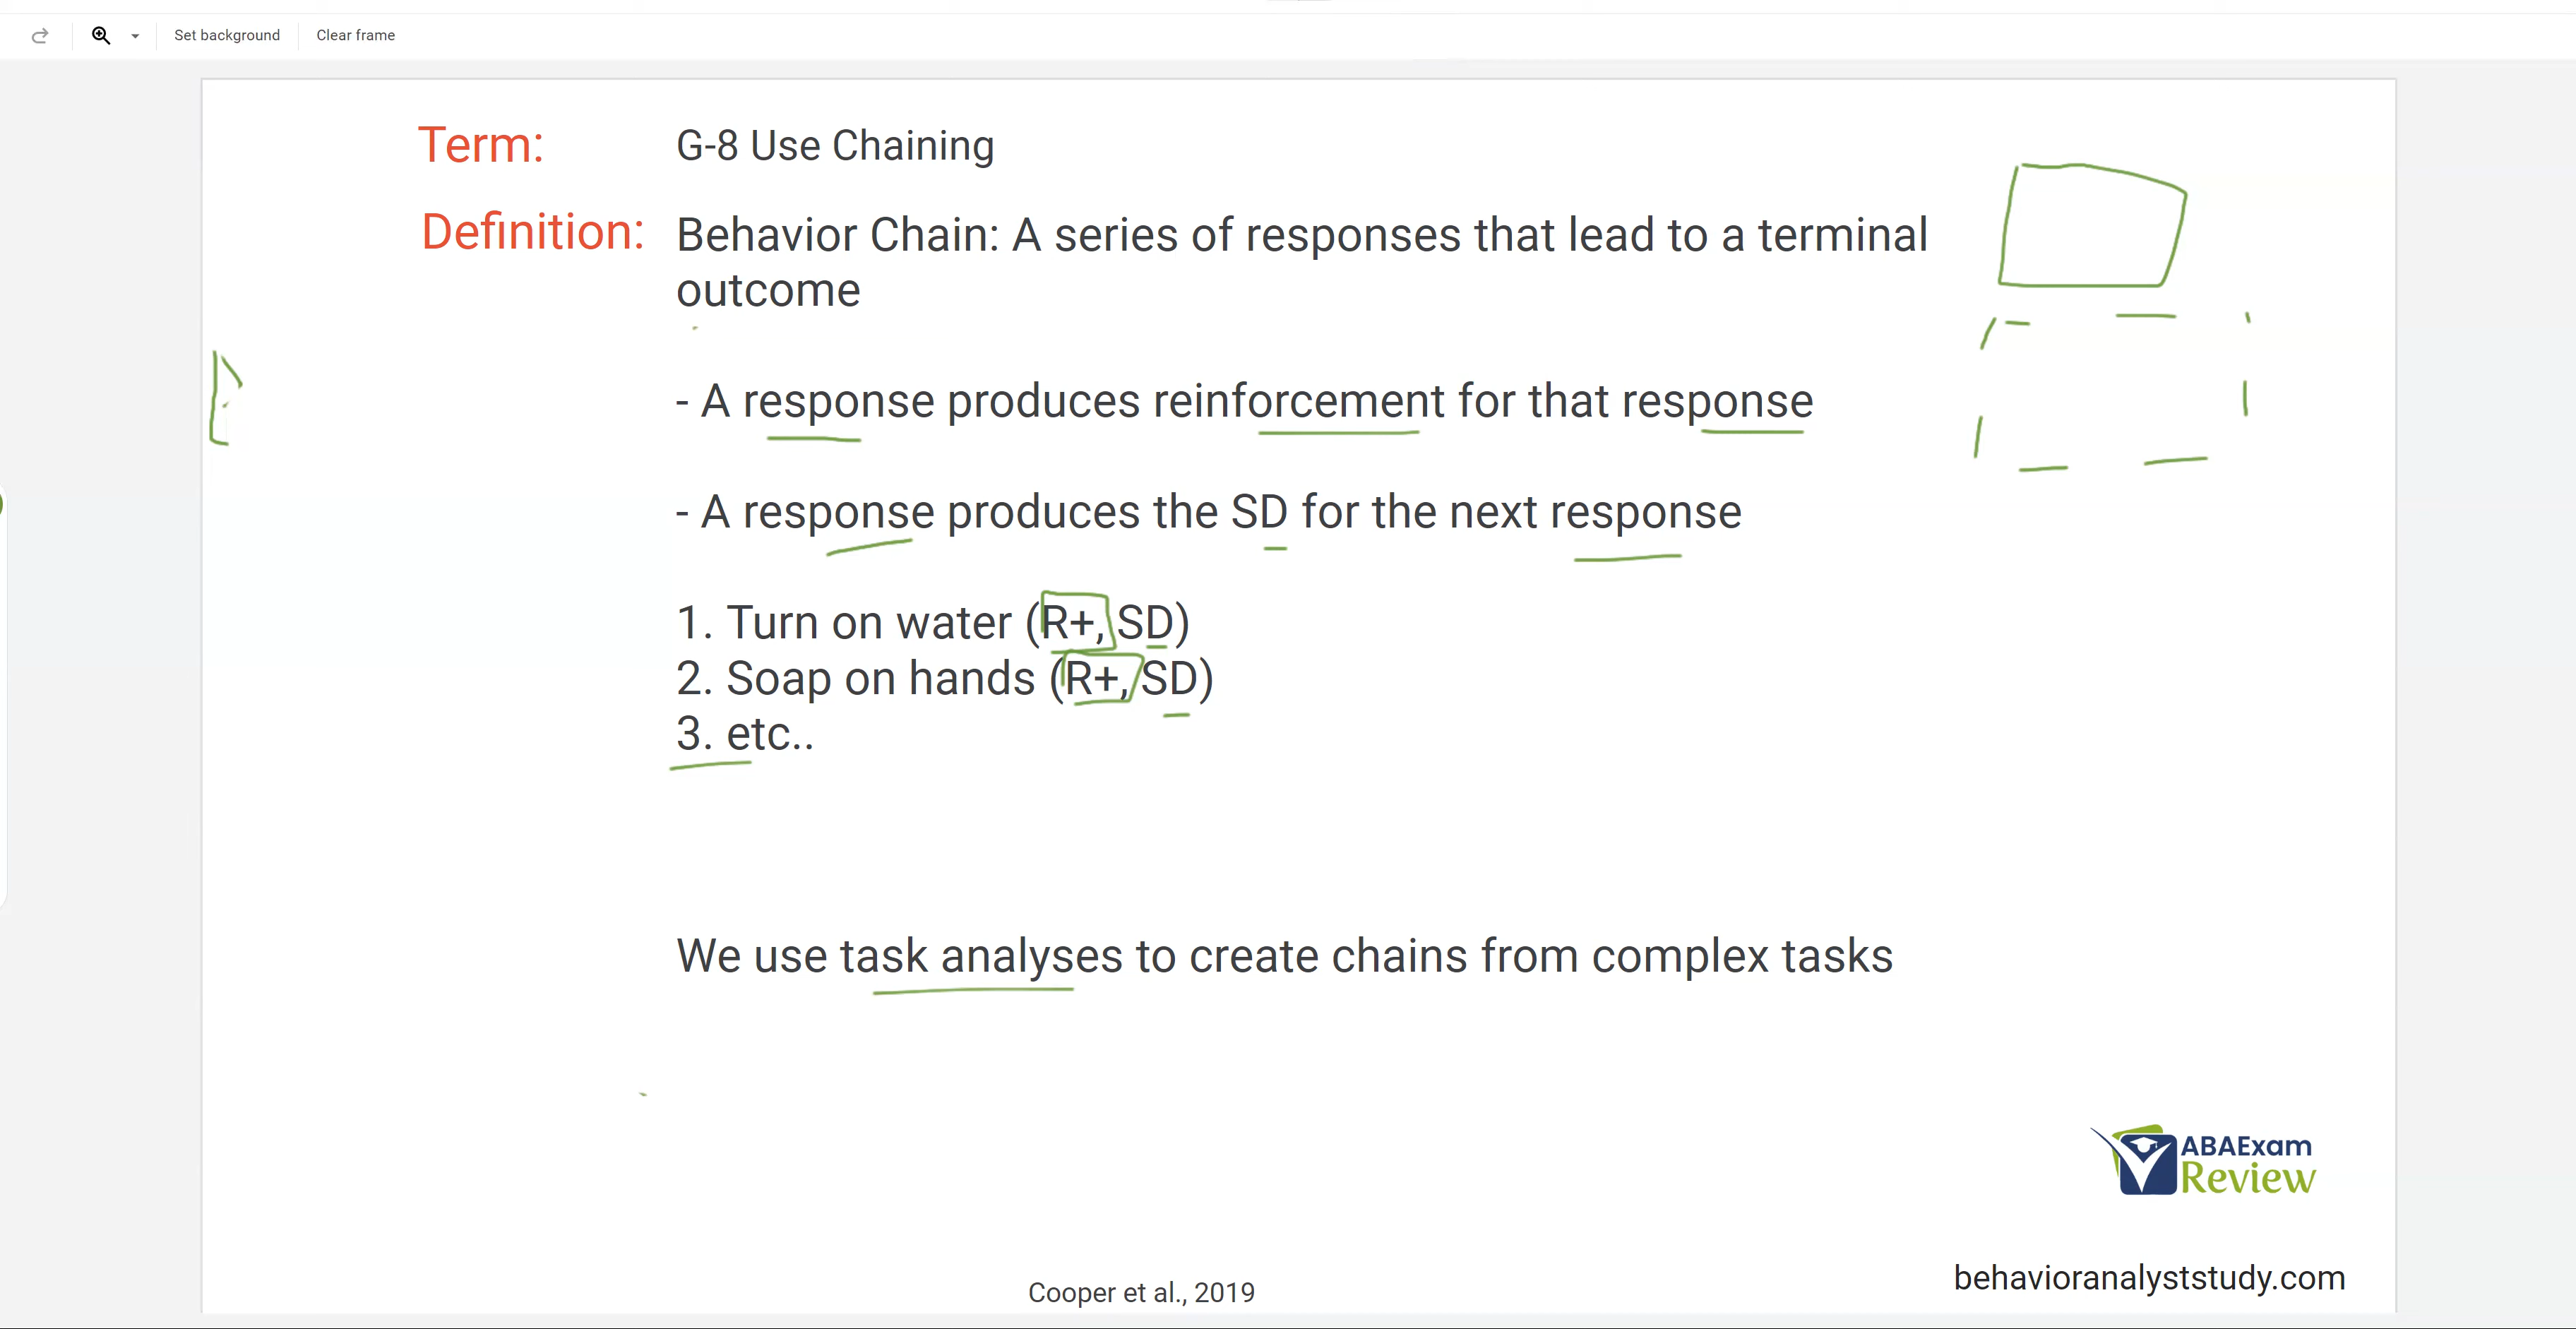 Set background Clear frame
Term: G-8 Use Chaining
Definition: Behavior Chain: A series of responses that lead to a terminal
outcome
- A response produces reinforcement for that response
- A response produces the SD for the next response
1. Turn on water (R+, SD)
2. Soap on hands (R+, SD)
3. etc..
We use task analyses to create chains from complex tasks
ABAExam
Review
behavioranalyststudy.com
Cooper et al., 2019